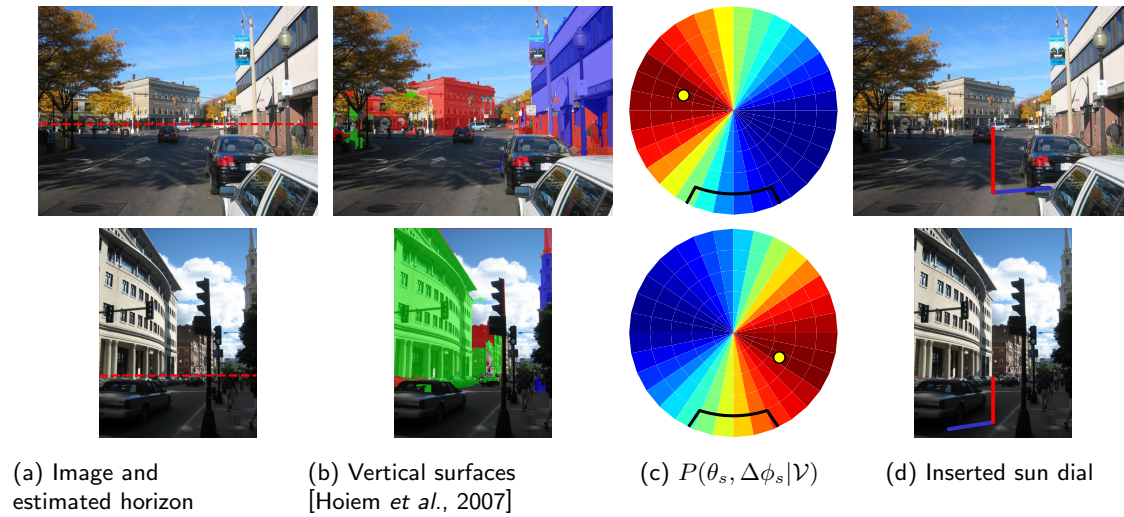 (a) Image and
estimated horizon
(b) Vertical surfaces
[Hoiem et al., 2007]
(c) P(θₛ, Δϕₛ|𝒱)
(d) Inserted sun dial